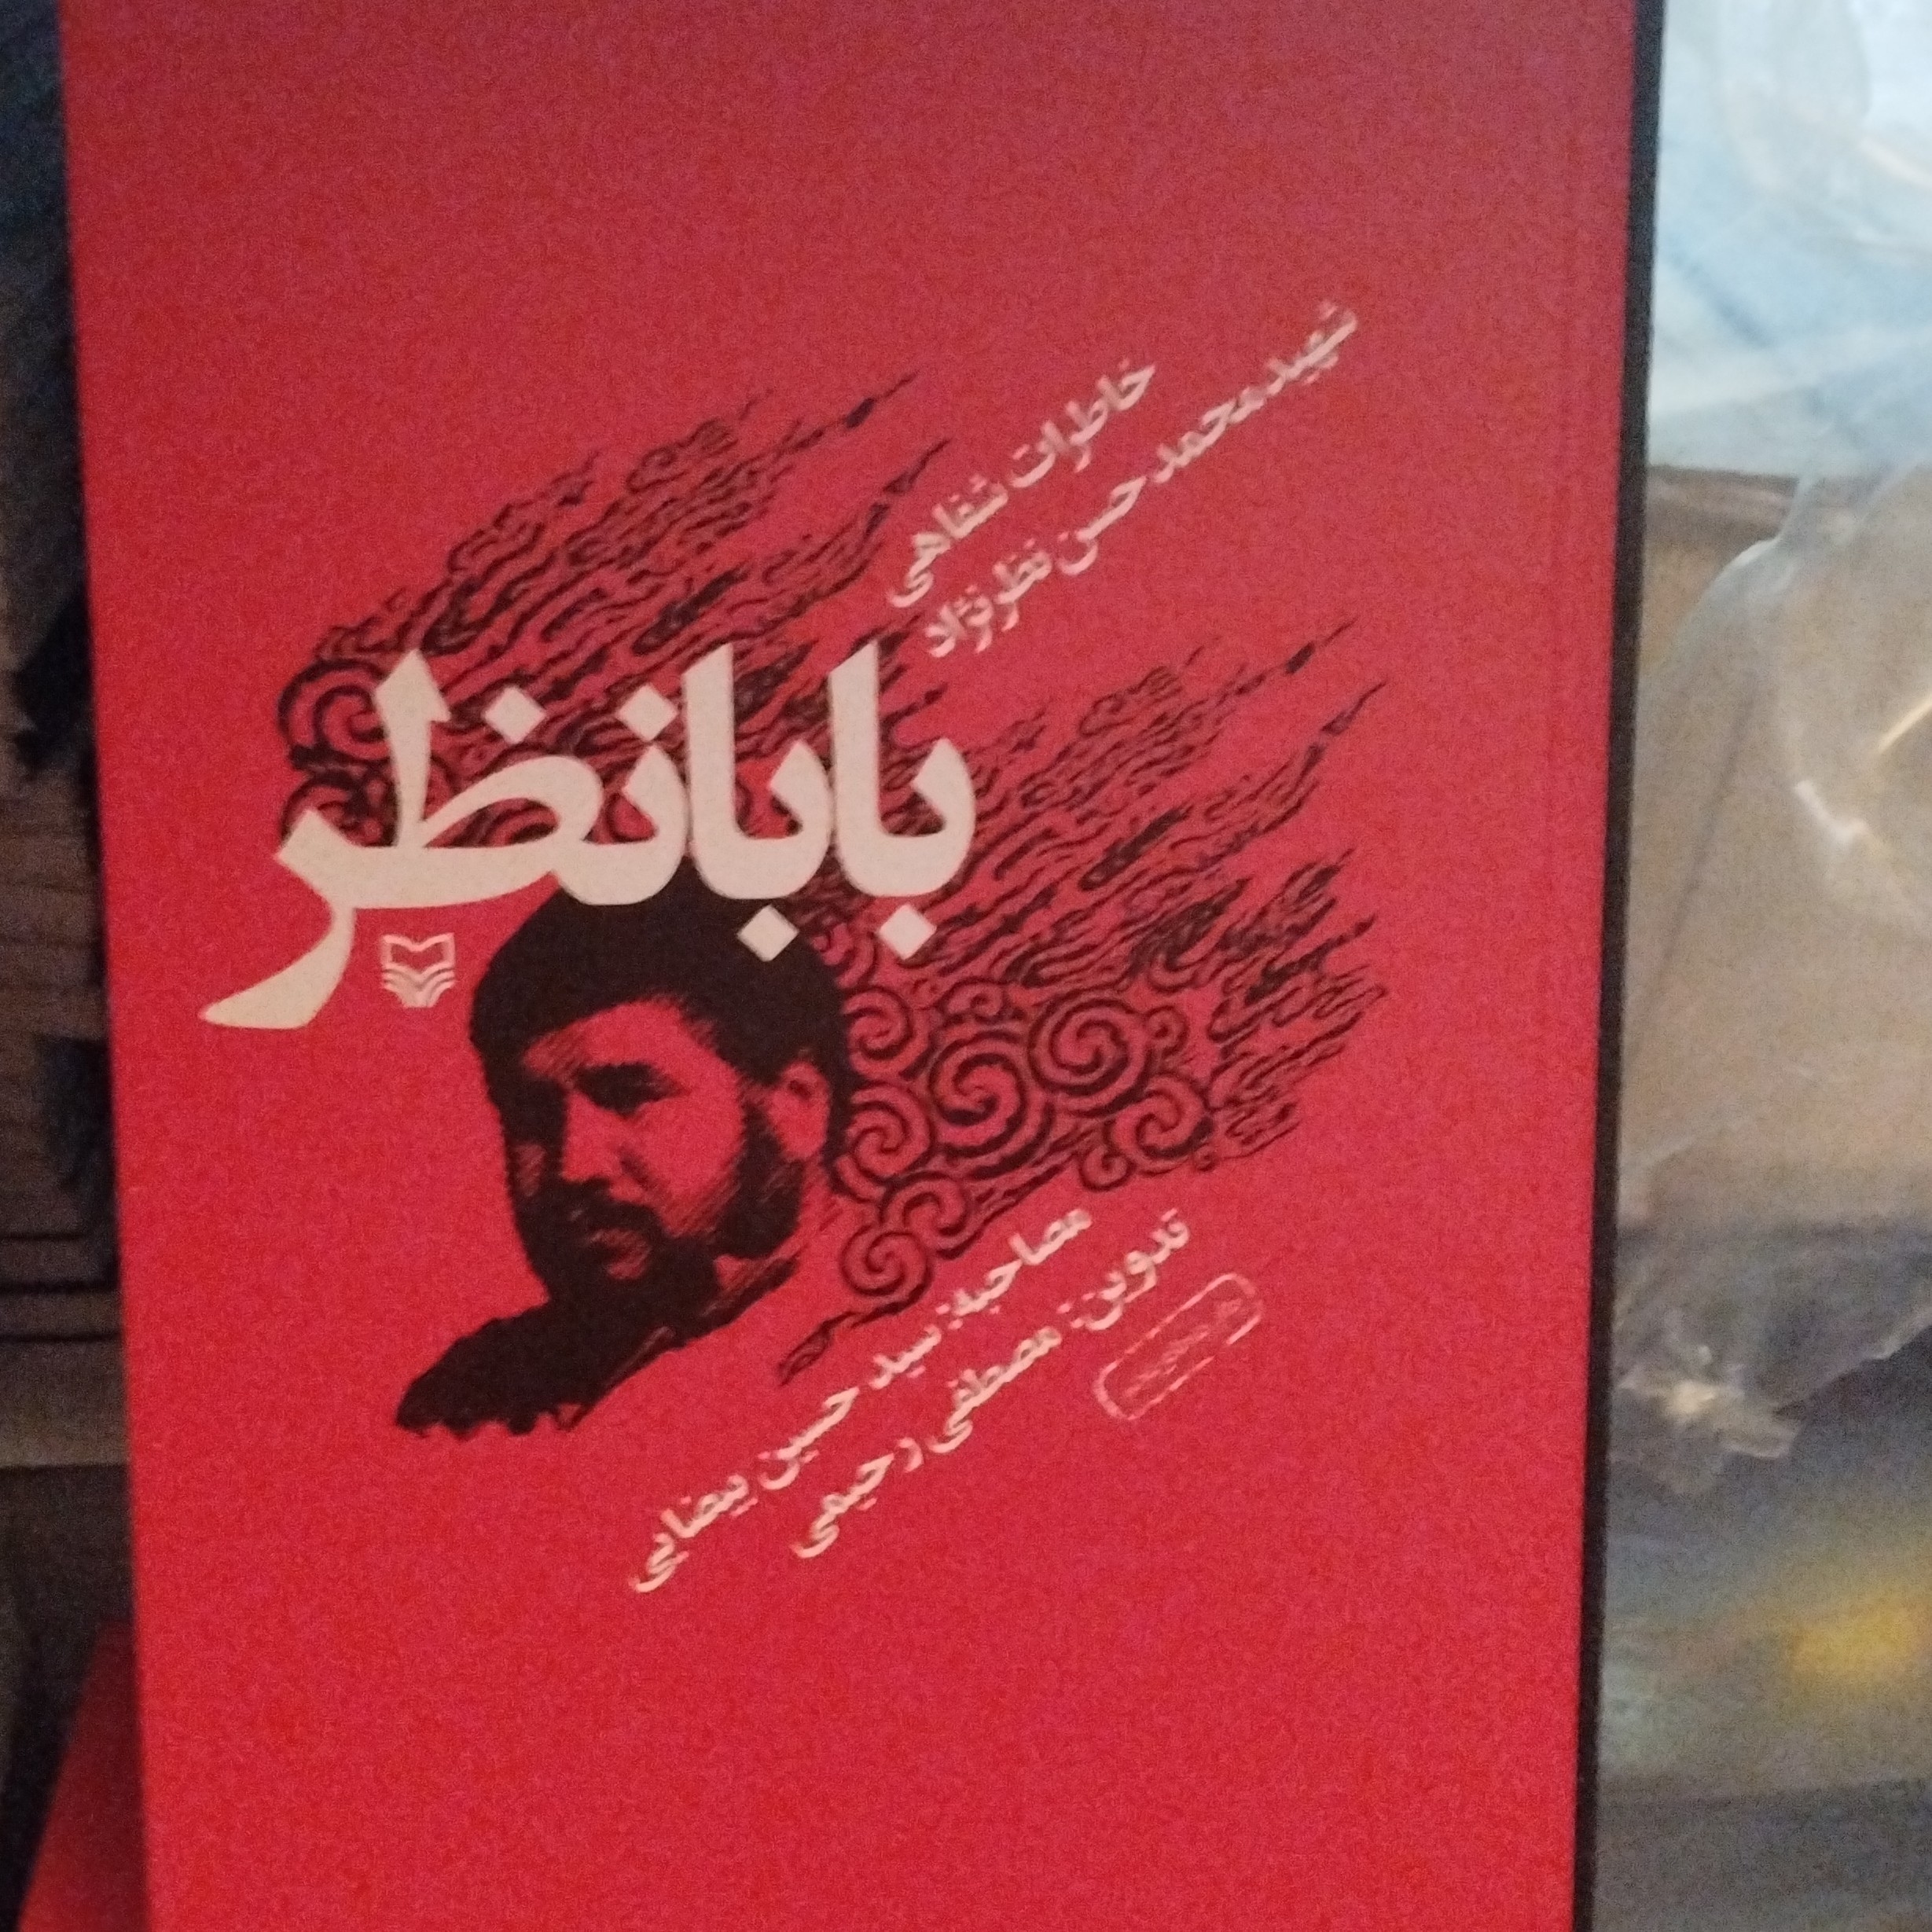 خاطرات شفاهی
شهید محمدحسن نظرنژاد
بابانظر
مصاحبه: سید حسین بیضایی
تدوین: مصطفی رحیمی